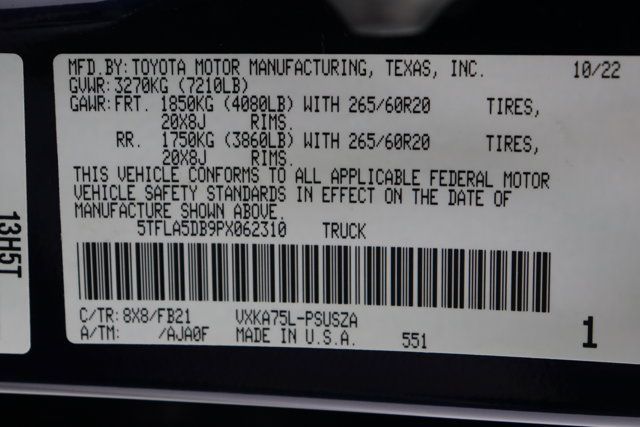 MFD.BY: TOYOTA MOTOR MANUFACTURING, TEXAS, INC. 10/22
GVWR: 3270KG (7210LB)
GAWR: FRT. 1850KG (4080LB) WITH 265/60R20 TIRES,
20X8J RIMS.
RR. 1750KG (3860LB) WITH 265/60R20 TIRES,
20X8J RIMS.
THIS VEHICLE CONFORMS TO ALL APPLICABLE FEDERAL MOTOR
VEHICLE SAFETY STANDARDS IN EFFECT ON THE DATE OF
MANUFACTURE SHOWN ABOVE.
5TFLA5DB9PX062310 TRUCK
C/TR: 8X8/FB21 VXKA75L-PSUSZA
A/TM: /AJA0F MADE IN U.S.A. 551 1
13H5T